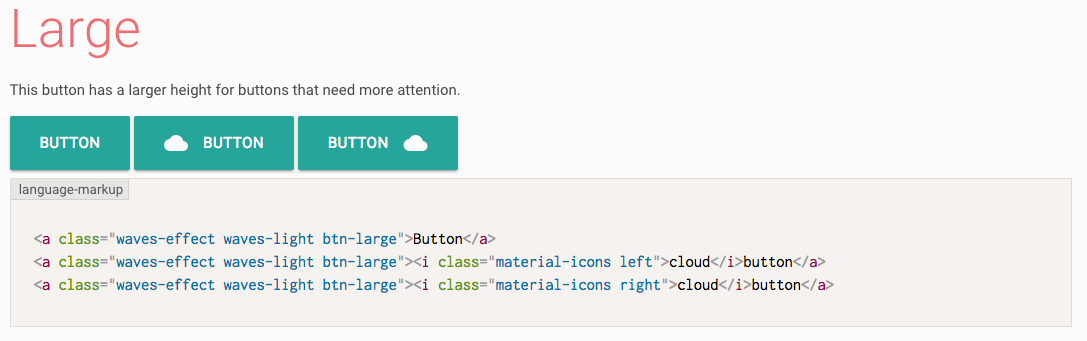 Large
This button has a larger height for buttons that need more attention.
BUTTON BUTTON BUTTON
language-markup
<a class="waves-effect waves-light btn-large">Button</a>
<a class="waves-effect waves-light btn-large"><i class="material-icons left">cloud</i>button</a>
<a class="waves-effect waves-light btn-large"><i class="material-icons right">cloud</i>button</a>